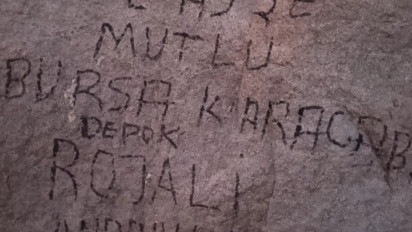 MUTLU
BURSA KARACAB
DEPOK
ROJALI